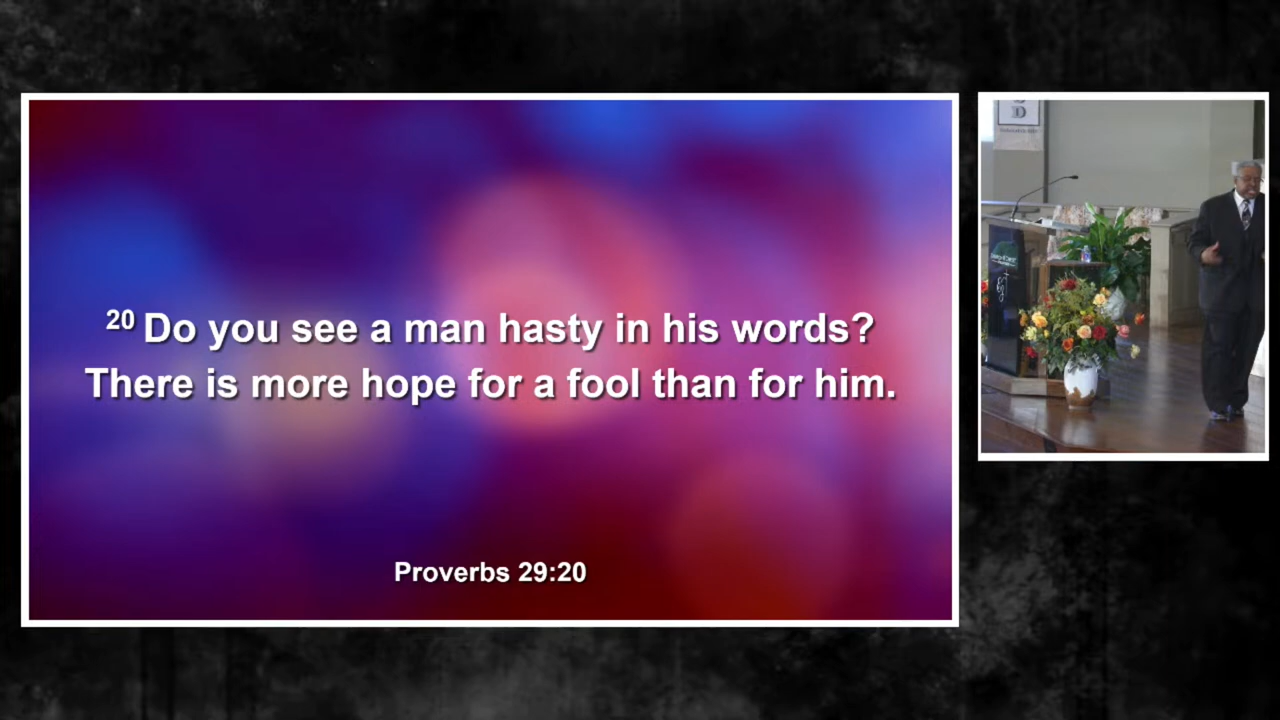 20 Do you see a man hasty in his words?
There is more hope for a fool than for him.
Proverbs 29:20
D